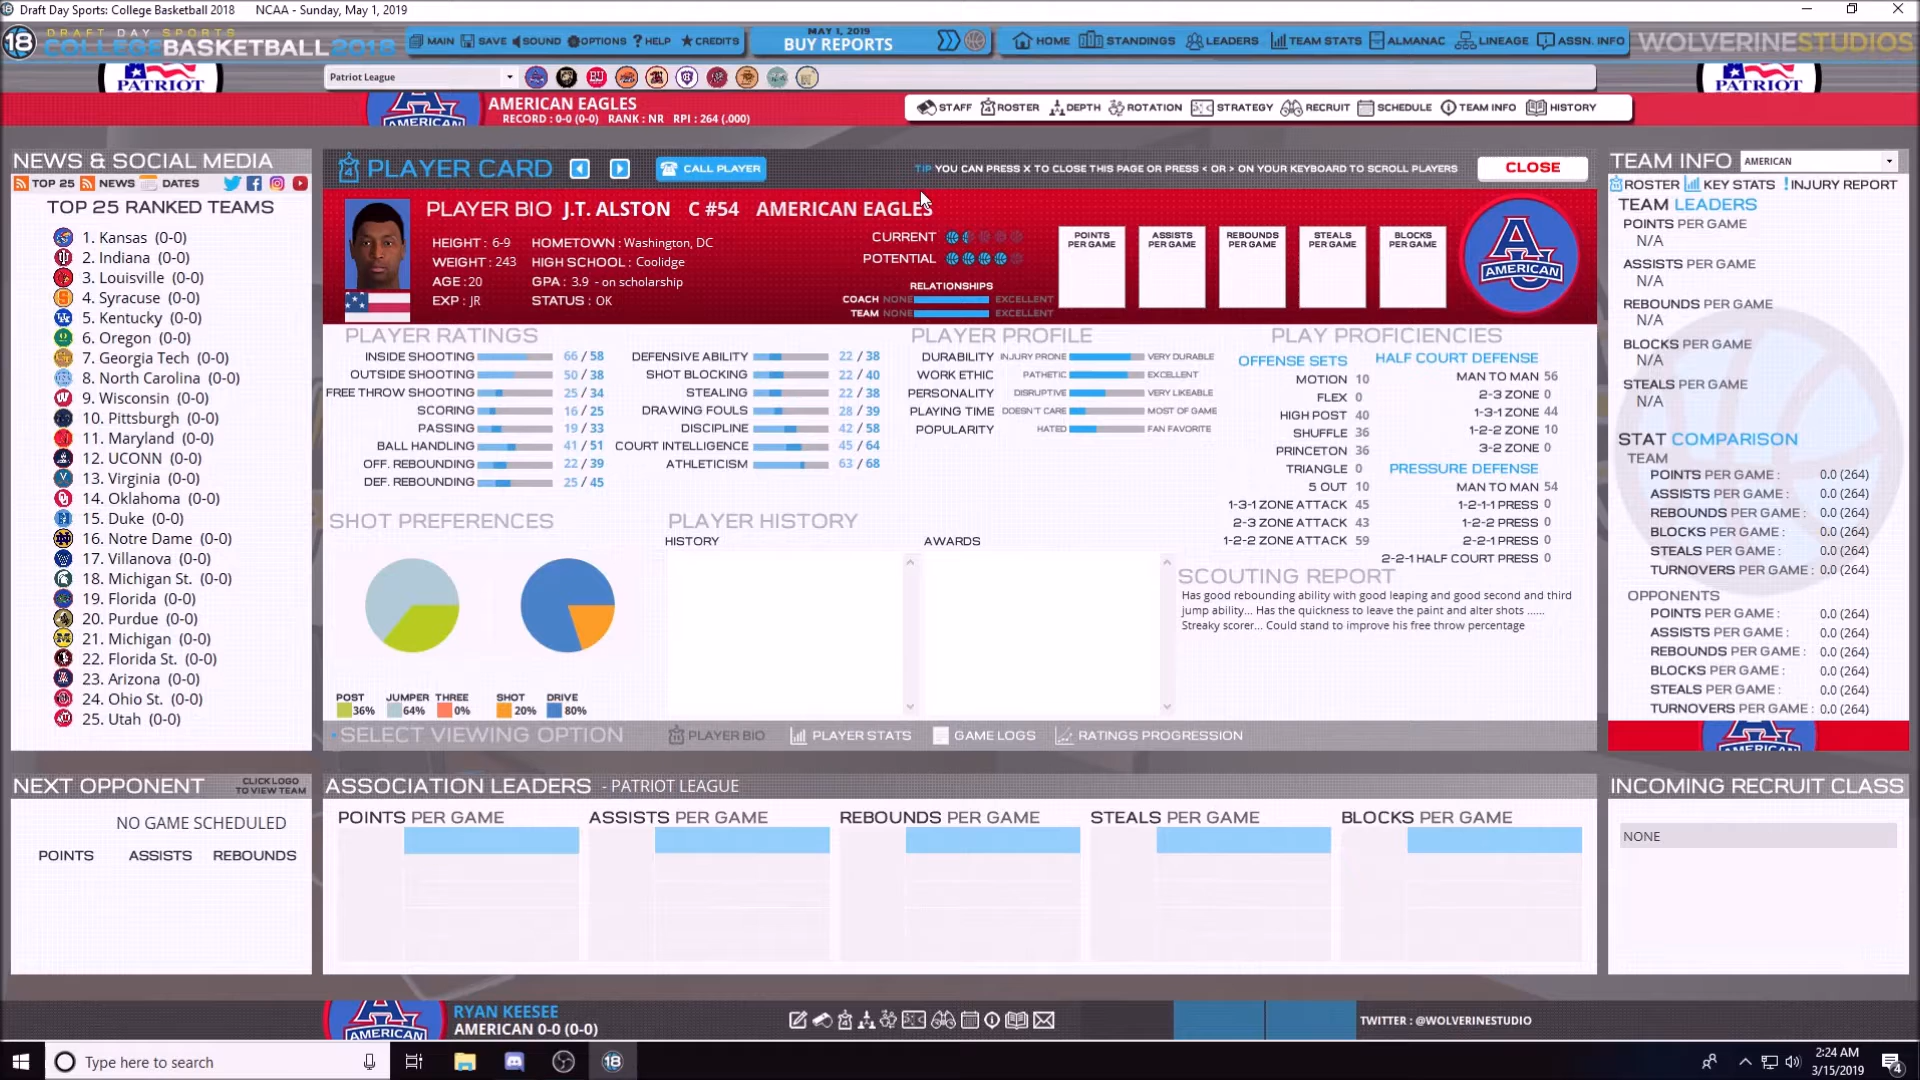 Draft Day Sports: College Basketball 2018 NCAA - Sunday, May 1, 2019
18 DRAFT DAY SPORTS
COLLEGE BASKETBALL 2018
MAIN SAVE SOUND OPTIONS HELP CREDITS
MAY 1, 2019
BUY REPORTS
HOME STANDINGS LEADERS TEAM STATS ALMANAC LINEAGE ASSN. INFO
WOLVERINESTUDIOS
PATRIOT
Patriot League
PATRIOT
AMERICAN
AMERICAN EAGLES
RECORD : 0-0 (0-0) RANK : NR RPI : 264 (.000)
STAFF ROSTER DEPTH ROTATION STRATEGY RECRUIT SCHEDULE TEAM INFO HISTORY
NEWS & SOCIAL MEDIA
TOP 25 NEWS DATES
TOP 25 RANKED TEAMS
1. Kansas (0-0)
2. Indiana (0-0)
3. Louisville (0-0)
4. Syracuse (0-0)
5. Kentucky (0-0)
6. Oregon (0-0)
7. Georgia Tech (0-0)
8. North Carolina (0-0)
9. Wisconsin (0-0)
10. Pittsburgh (0-0)
11. Maryland (0-0)
12. UCONN (0-0)
13. Virginia (0-0)
14. Oklahoma (0-0)
15. Duke (0-0)
16. Notre Dame (0-0)
17. Villanova (0-0)
18. Michigan St. (0-0)
19. Florida (0-0)
20. Purdue (0-0)
21. Michigan (0-0)
22. Florida St. (0-0)
23. Arizona (0-0)
24. Ohio St. (0-0)
25. Utah (0-0)
PLAYER CARD CALL PLAYER
TIP YOU CAN PRESS X TO CLOSE THIS PAGE OR PRESS < OR > ON YOUR KEYBOARD TO SCROLL PLAYERS
CLOSE
PLAYER BIO J.T. ALSTON C #54 AMERICAN EAGLES
HEIGHT : 6-9 HOMETOWN : Washington, DC
WEIGHT : 243 HIGH SCHOOL : Coolidge
AGE : 20 GPA : 3.9 - on scholarship
EXP : JR STATUS : OK
CURRENT
POTENTIAL
RELATIONSHIPS
COACH NONE EXCELLENT
TEAM NONE EXCELLENT
POINTS PER GAME
ASSISTS PER GAME
REBOUNDS PER GAME
STEALS PER GAME
BLOCKS PER GAME
AMERICAN
PLAYER RATINGS
INSIDE SHOOTING 66 / 58
OUTSIDE SHOOTING 50 / 38
FREE THROW SHOOTING 25 / 34
SCORING 16 / 25
PASSING 19 / 33
BALL HANDLING 41 / 51
OFF. REBOUNDING 22 / 39
DEF. REBOUNDING 25 / 45
DEFENSIVE ABILITY 22 / 38
SHOT BLOCKING 22 / 40
STEALING 22 / 38
DRAWING FOULS 28 / 39
DISCIPLINE 42 / 58
COURT INTELLIGENCE 45 / 64
ATHLETICISM 63 / 68
PLAYER PROFILE
DURABILITY INJURY PRONE VERY DURABLE
WORK ETHIC PATHETIC EXCELLENT
PERSONALITY DISRUPTIVE VERY LIKEABLE
PLAYING TIME DOESN'T CARE MOST OF GAME
POPULARITY HATED FAN FAVORITE
PLAY PROFICIENCIES
OFFENSE SETS
MOTION 10
FLEX 0
HIGH POST 40
SHUFFLE 36
PRINCETON 36
TRIANGLE 0
5 OUT 10
1-3-1 ZONE ATTACK 45
2-3 ZONE ATTACK 43
1-2-2 ZONE ATTACK 59
HALF COURT DEFENSE
MAN TO MAN 56
2-3 ZONE 0
1-3-1 ZONE 44
1-2-2 ZONE 10
3-2 ZONE 0
PRESSURE DEFENSE
MAN TO MAN 54
1-2-1-1 PRESS 0
1-2-2 PRESS 0
2-2-1 PRESS 0
2-2-1 HALF COURT PRESS 0
SHOT PREFERENCES
POST JUMPER THREE SHOT DRIVE
36% 64% 0% 20% 80%
PLAYER HISTORY
HISTORY AWARDS
SCOUTING REPORT
Has good rebounding ability with good leaping and good second and third
jump ability... Has the quickness to leave the paint and alter shots ......
Streaky scorer... Could stand to improve his free throw percentage
SELECT VIEWING OPTION PLAYER BIO PLAYER STATS GAME LOGS RATINGS PROGRESSION
TEAM INFO AMERICAN
ROSTER KEY STATS INJURY REPORT
TEAM LEADERS
POINTS PER GAME
N/A
ASSISTS PER GAME
N/A
REBOUNDS PER GAME
N/A
BLOCKS PER GAME
N/A
STEALS PER GAME
N/A
STAT COMPARISON
TEAM
POINTS PER GAME : 0.0 (264)
ASSISTS PER GAME : 0.0 (264)
REBOUNDS PER GAME : 0.0 (264)
BLOCKS PER GAME : 0.0 (264)
STEALS PER GAME : 0.0 (264)
TURNOVERS PER GAME : 0.0 (264)
OPPONENTS
POINTS PER GAME : 0.0 (264)
ASSISTS PER GAME : 0.0 (264)
REBOUNDS PER GAME : 0.0 (264)
BLOCKS PER GAME : 0.0 (264)
STEALS PER GAME : 0.0 (264)
TURNOVERS PER GAME : 0.0 (264)
AMERICAN
NEXT OPPONENT CLICK LOGO TO VIEW TEAM
NO GAME SCHEDULED
POINTS ASSISTS REBOUNDS
ASSOCIATION LEADERS - PATRIOT LEAGUE
POINTS PER GAME ASSISTS PER GAME REBOUNDS PER GAME STEALS PER GAME BLOCKS PER GAME
INCOMING RECRUIT CLASS
NONE
AMERICAN
RYAN KEESEE
AMERICAN 0-0 (0-0)
TWITTER : @WOLVERINESTUDIO
Type here to search
18
2:24 AM
3/15/2019
4